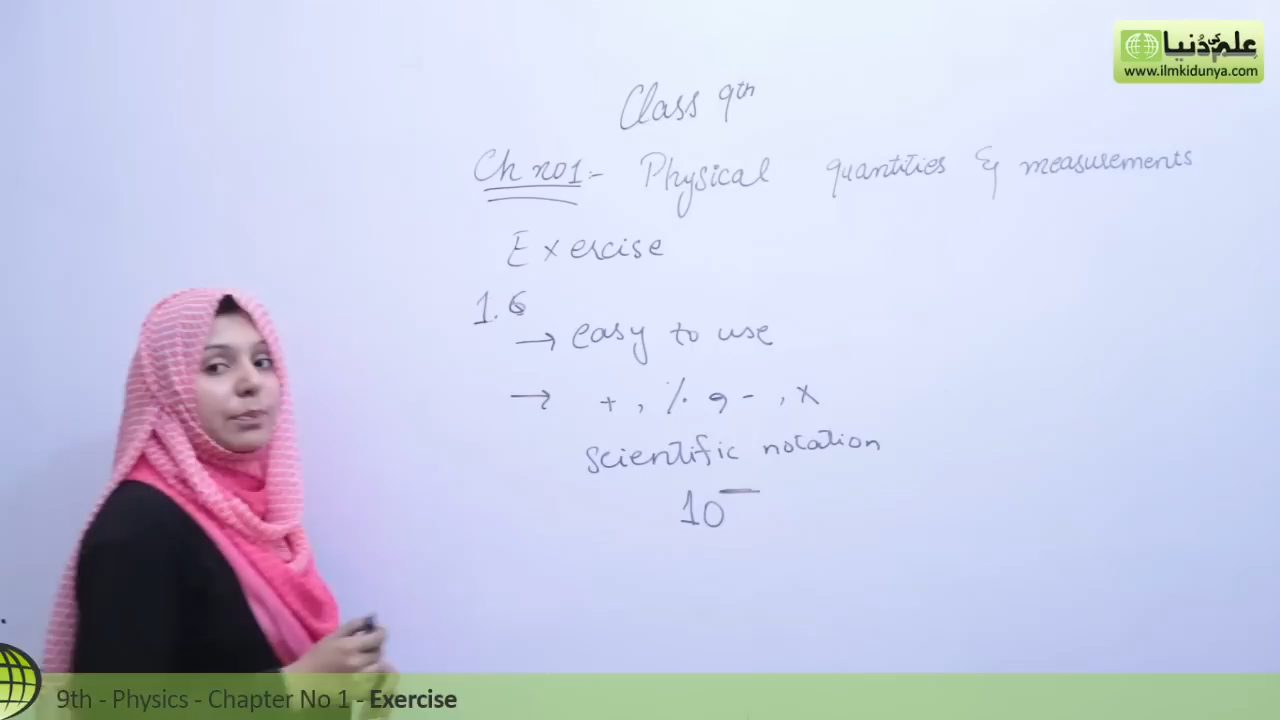 علم کی دُنیا
www.ilmkidunya.com
Class 9th
Ch no1:- Physical quantities & measurements
Exercise
1.6
→ easy to use
→ +, %, -, x
scientific notation
10
9th - Physics - Chapter No 1 - Exercise